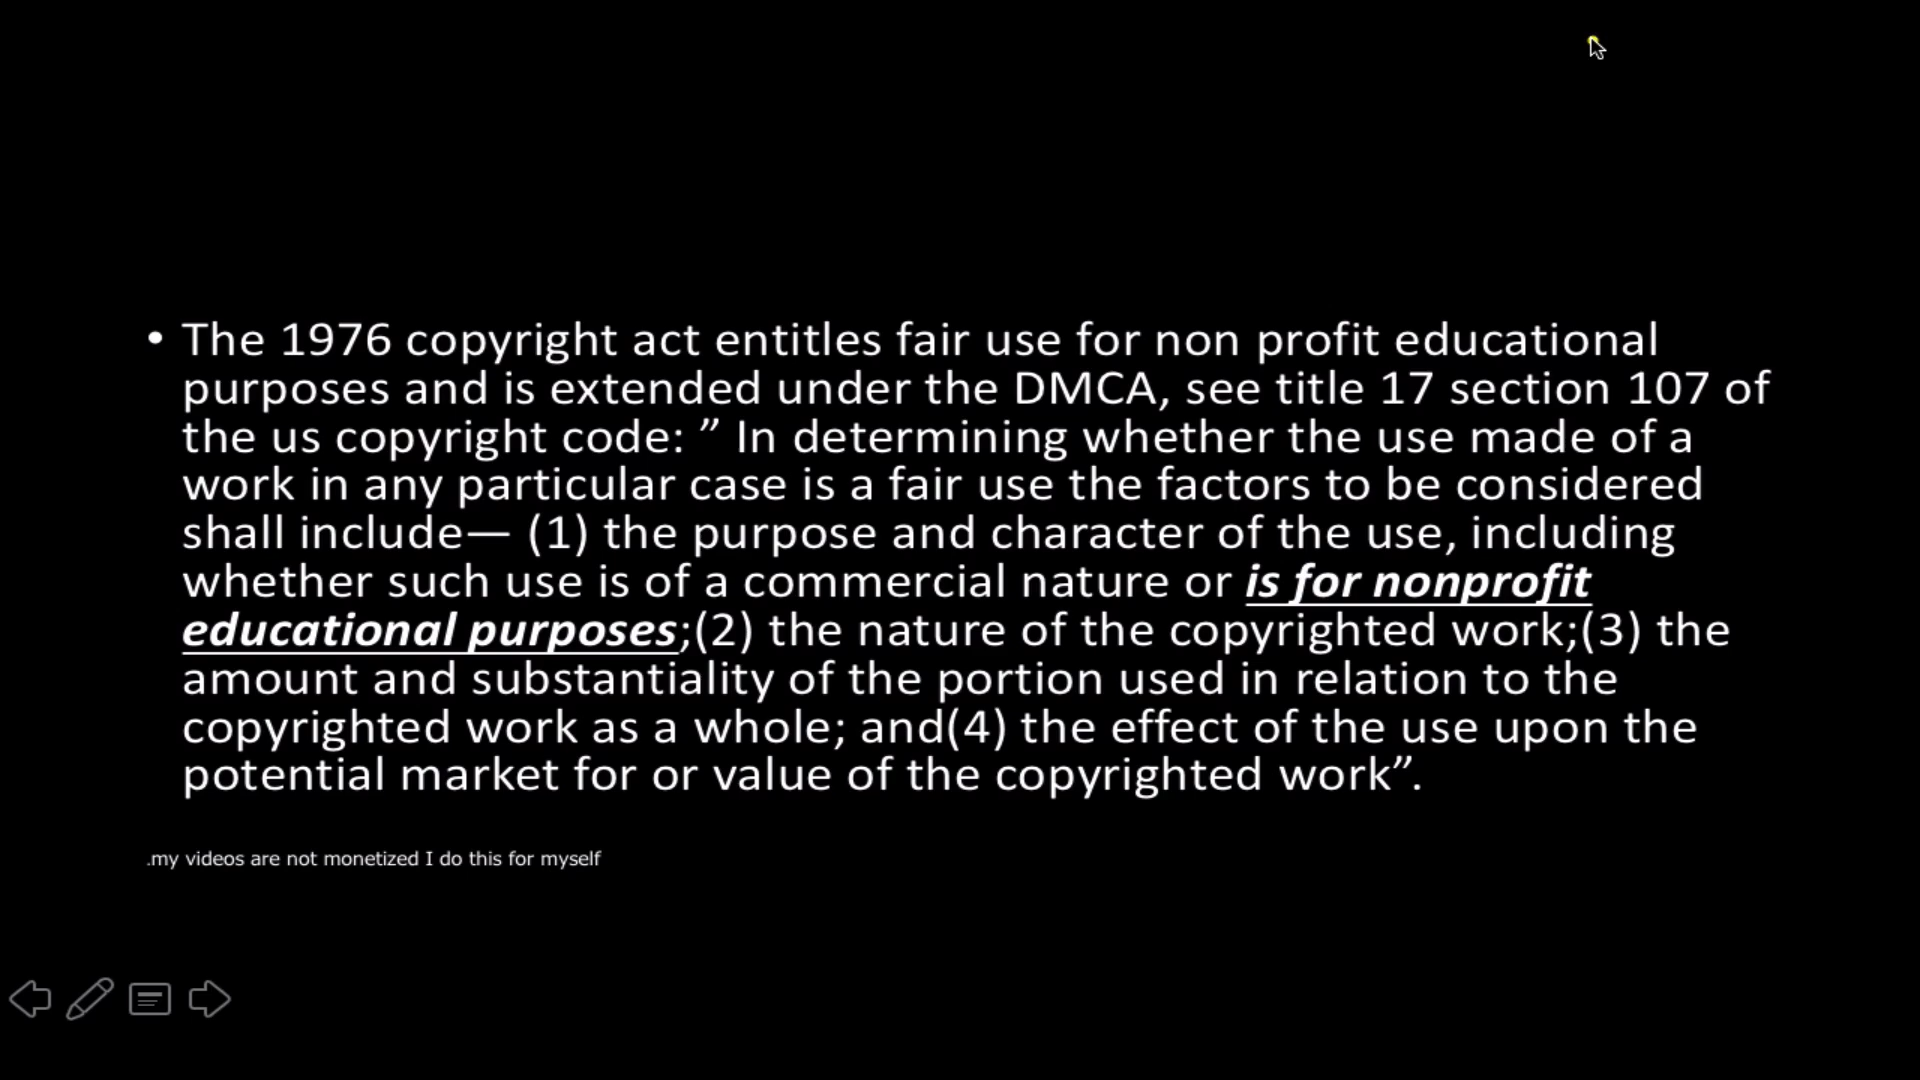 • The 1976 copyright act entitles fair use for non profit educational
purposes and is extended under the DMCA, see title 17 section 107 of
the us copyright code: ” In determining whether the use made of a
work in any particular case is a fair use the factors to be considered
shall include— (1) the purpose and character of the use, including
whether such use is of a commercial nature or is for nonprofit
educational purposes;(2) the nature of the copyrighted work;(3) the
amount and substantiality of the portion used in relation to the
copyrighted work as a whole; and(4) the effect of the use upon the
potential market for or value of the copyrighted work”.
.my videos are not monetized I do this for myself